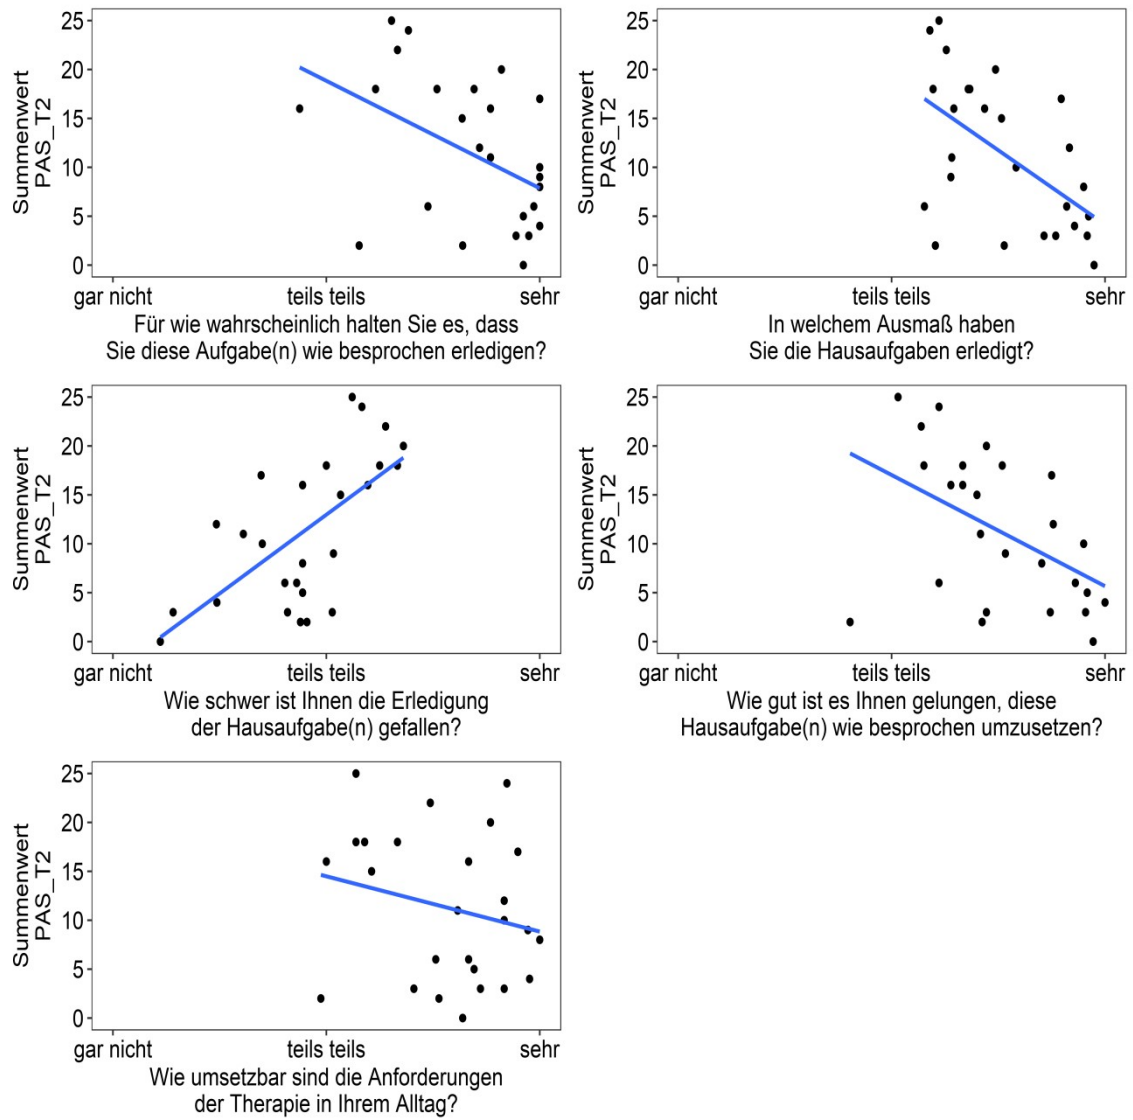 Summenwert
PAS_T2
25
20
15
10
5
0
gar nicht
teils teils
sehr
Für wie wahrscheinlich halten Sie es, dass
Sie diese Aufgabe(n) wie besprochen erledigen?
Summenwert
PAS_T2
25
20
15
10
5
0
gar nicht
teils teils
sehr
In welchem Ausmaß haben
Sie die Hausaufgaben erledigt?
Summenwert
PAS_T2
25
20
15
10
5
0
gar nicht
teils teils
sehr
Wie schwer ist Ihnen die Erledigung
der Hausaufgabe(n) gefallen?
Summenwert
PAS_T2
25
20
15
10
5
0
gar nicht
teils teils
sehr
Wie gut ist es Ihnen gelungen, diese
Hausaufgabe(n) wie besprochen umzusetzen?
Summenwert
PAS_T2
25
20
15
10
5
0
gar nicht
teils teils
sehr
Wie umsetzbar sind die Anforderungen
der Therapie in Ihrem Alltag?